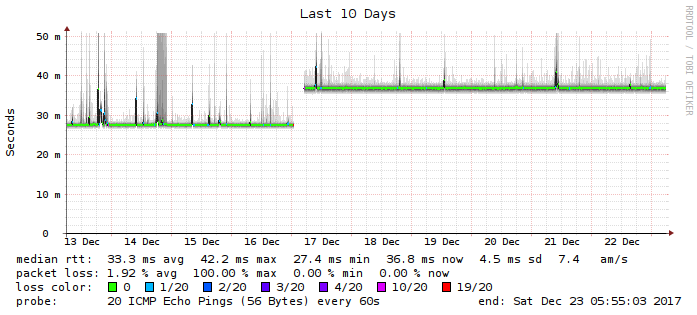 Last 10 Days
RRDTOOL / TOBI OETIKER
Seconds
50 m
40 m
30 m
20 m
10 m
0
13 Dec 14 Dec 15 Dec 16 Dec 17 Dec 18 Dec 19 Dec 20 Dec 21 Dec 22 Dec
median rtt: 33.3 ms avg 42.2 ms max 27.4 ms min 36.8 ms now 4.5 ms sd 7.4 am/s
packet loss: 1.92 % avg 100.00 % max 0.00 % min 0.00 % now
loss color: 0 1/20 2/20 3/20 4/20 10/20 19/20
probe: 20 ICMP Echo Pings (56 Bytes) every 60s end: Sat Dec 23 05:55:03 2017